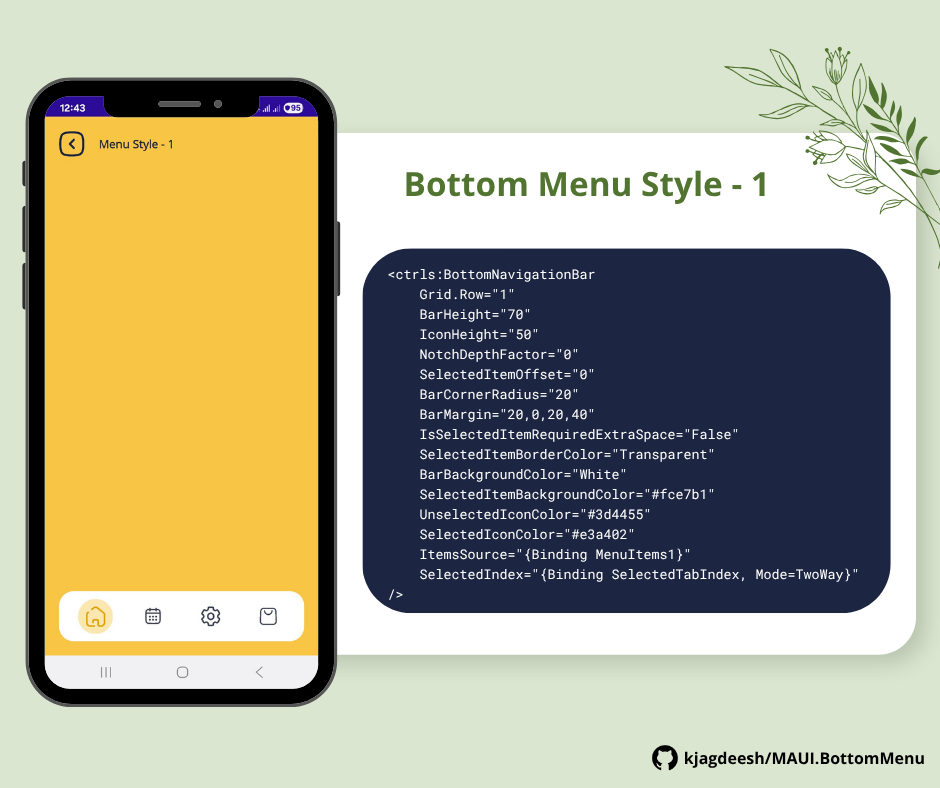 12:43
95
Menu Style - 1
Bottom Menu Style - 1
<ctrls:BottomNavigationBar
    Grid.Row="1"
    BarHeight="70"
    IconHeight="50"
    NotchDepthFactor="0"
    SelectedItemOffset="0"
    BarCornerRadius="20"
    BarMargin="20,0,20,40"
    IsSelectedItemRequiredExtraSpace="False"
    SelectedItemBorderColor="Transparent"
    BarBackgroundColor="White"
    SelectedItemBackgroundColor="#fce7b1"
    UnselectedIconColor="#3d4455"
    SelectedIconColor="#e3a402"
    ItemsSource="{Binding MenuItems1}"
    SelectedIndex="{Binding SelectedTabIndex, Mode=TwoWay}"
/>
kjagdeesh/MAUI.BottomMenu